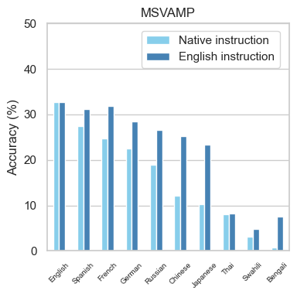 MSVAMP
50
Native instruction
English instruction
40
30
20
10
0
Accuracy (%)
English
Spanish
French
German
Russian
Chinese
Japanese
Thai
Swahili
Bengali